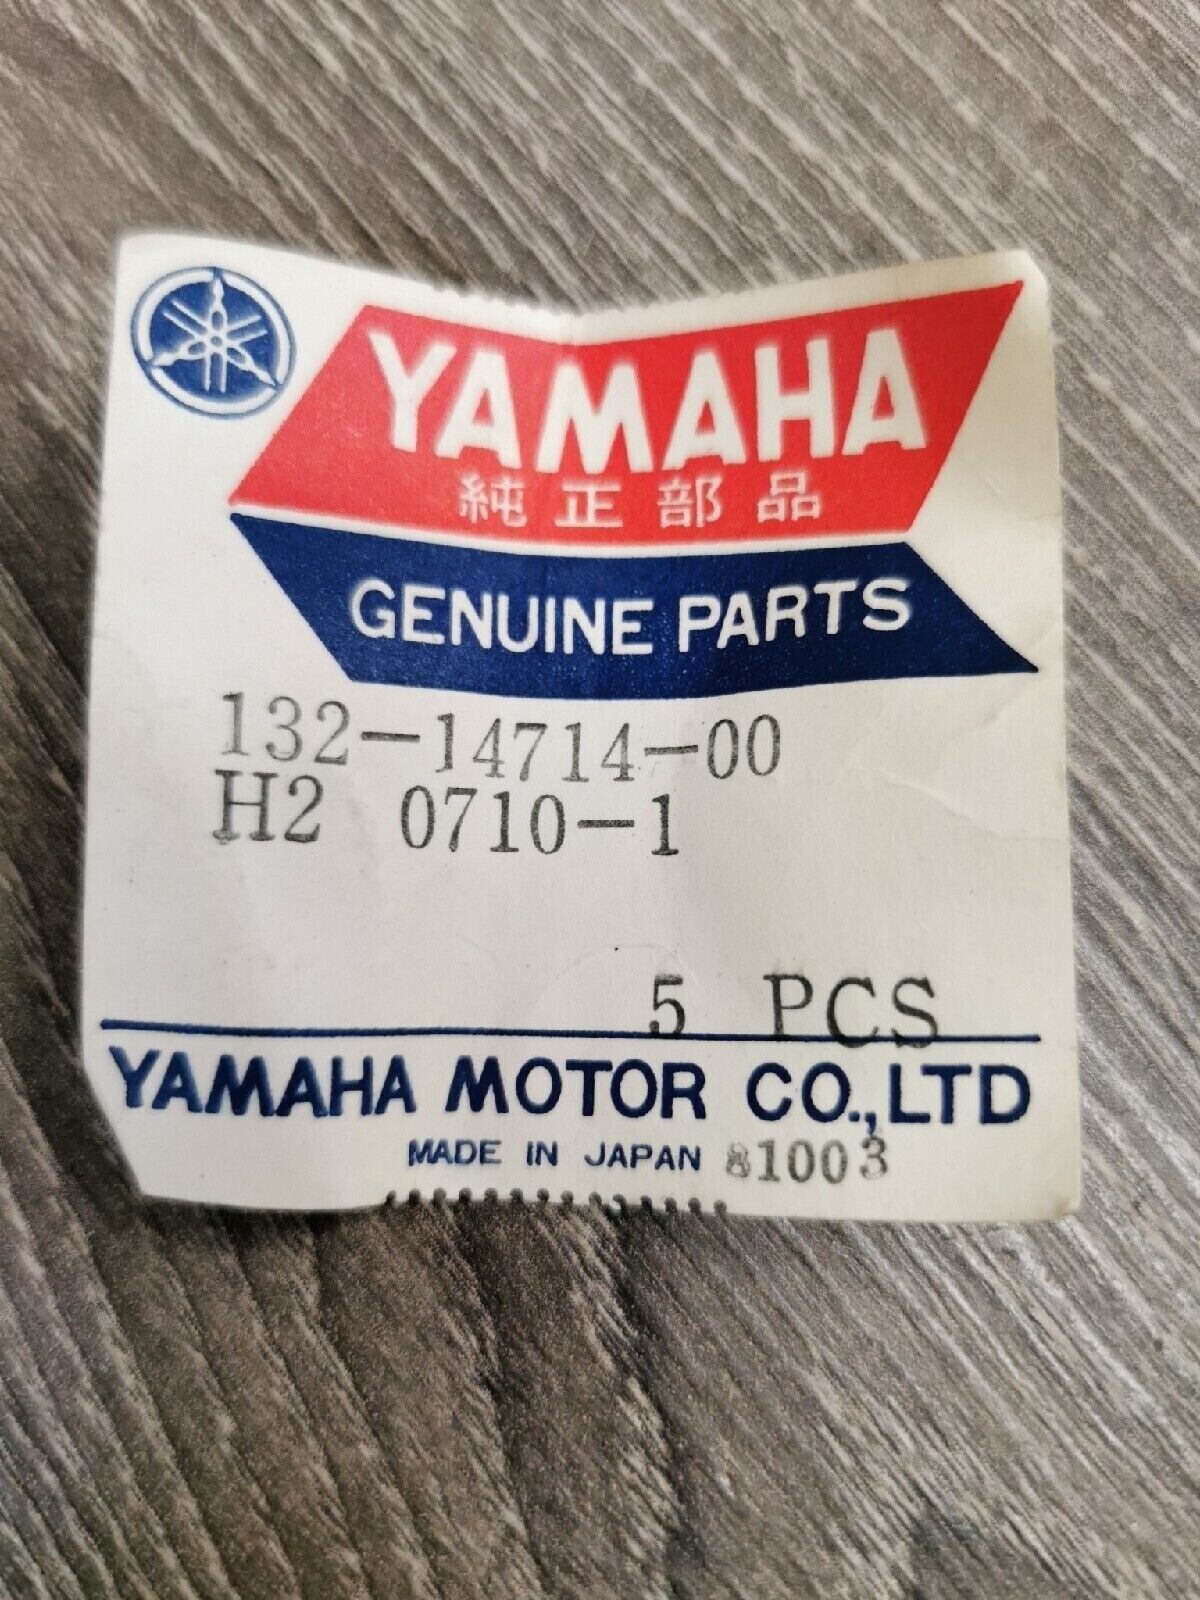 YAMAHA
純正部品
GENUINE PARTS
132-14714-00
H2 0710-1
5 PCS
YAMAHA MOTOR CO.,LTD
MADE IN JAPAN 81003